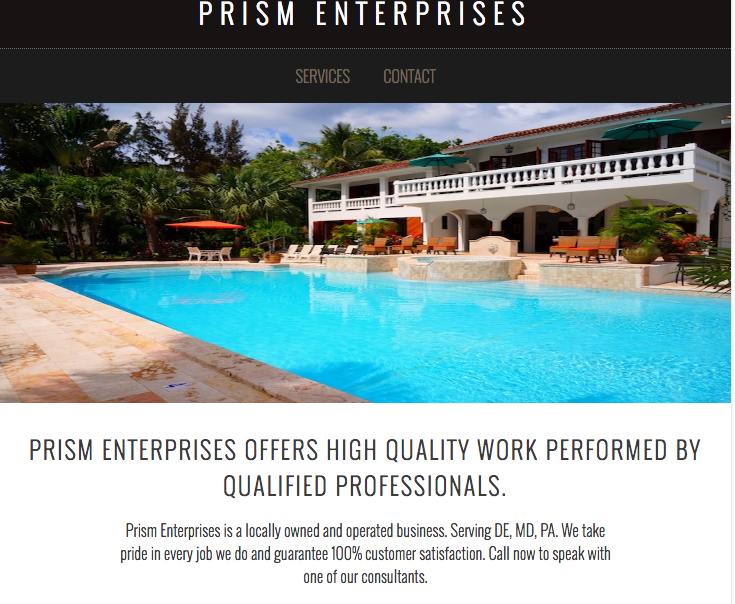 PRISM ENTERPRISES
SERVICES CONTACT
PRISM ENTERPRISES OFFERS HIGH QUALITY WORK PERFORMED BY
QUALIFIED PROFESSIONALS.
Prism Enterprises is a locally owned and operated business. Serving DE, MD, PA. We take
pride in every job we do and guarantee 100% customer satisfaction. Call now to speak with
one of our consultants.